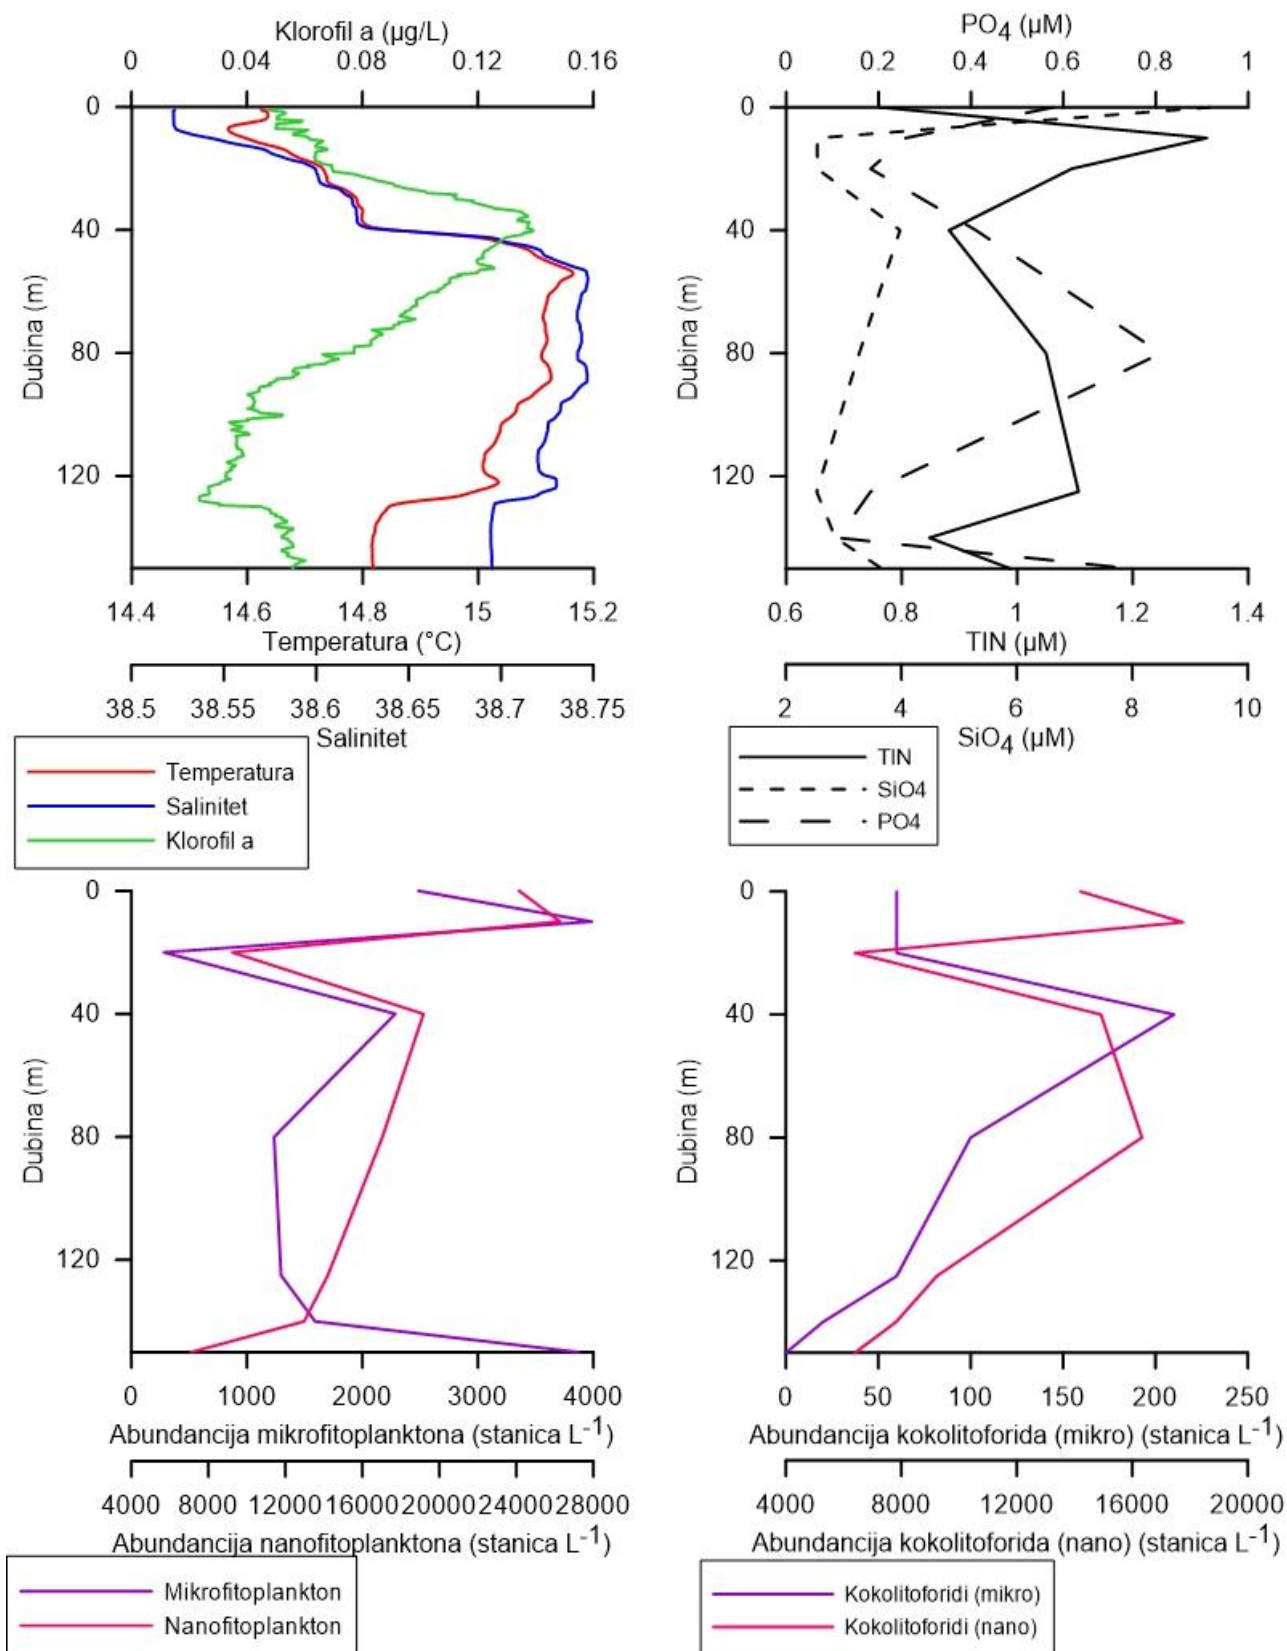 Klorofil a (µg/L)
0 0.04 0.08 0.12 0.16
0
40
80
120
Dubina (m)
14.4 14.6 14.8 15 15.2
Temperatura (°C)
38.5 38.55 38.6 38.65 38.7 38.75
Salinitet
Temperatura
Salinitet
Klorofil a
PO4 (µM)
0 0.2 0.4 0.6 0.8 1
0
40
80
120
Dubina (m)
0.6 0.8 1 1.2 1.4
TIN (µM)
2 4 6 8 10
SiO4 (µM)
TIN
SiO4
PO4
0
40
80
120
Dubina (m)
0 1000 2000 3000 4000
Abundancija mikrofitoplanktona (stanica L-1)
4000 8000 12000 16000 20000 24000 28000
Abundancija nanofitoplanktona (stanica L-1)
Mikrofitoplankton
Nanofitoplankton
0
40
80
120
Dubina (m)
0 50 100 150 200 250
Abundancija kokolitoforida (mikro) (stanica L-1)
4000 8000 12000 16000 20000
Abundancija kokolitoforida (nano) (stanica L-1)
Kokolitoforidi (mikro)
Kokolitoforidi (nano)